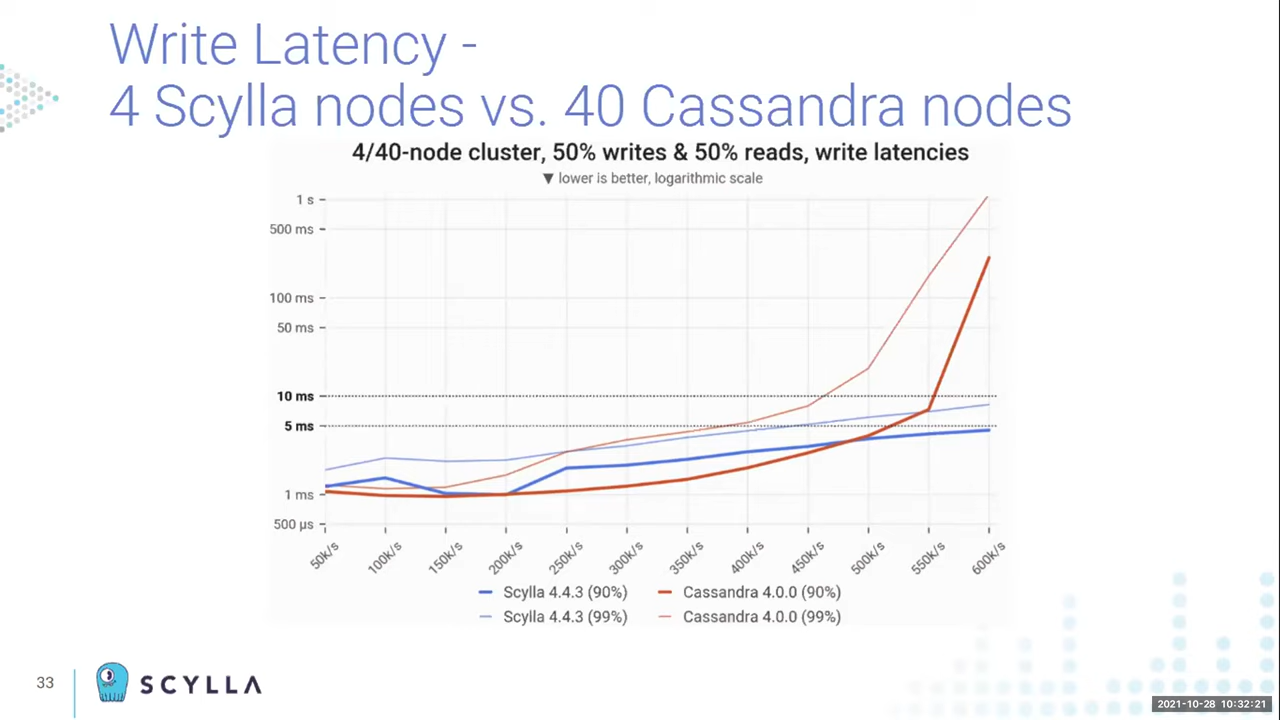 Write Latency -
4 Scylla nodes vs. 40 Cassandra nodes
4/40-node cluster, 50% writes & 50% reads, write latencies
▼ lower is better, logarithmic scale
1 s
500 ms
100 ms
50 ms
10 ms
5 ms
1 ms
500 µs
50k/s 100k/s 150k/s 200k/s 250k/s 300k/s 350k/s 400k/s 450k/s 500k/s 550k/s 600k/s
Scylla 4.4.3 (90%) Cassandra 4.0.0 (90%)
Scylla 4.4.3 (99%) Cassandra 4.0.0 (99%)
33 SCYLLA
2021-10-28 10:32:21